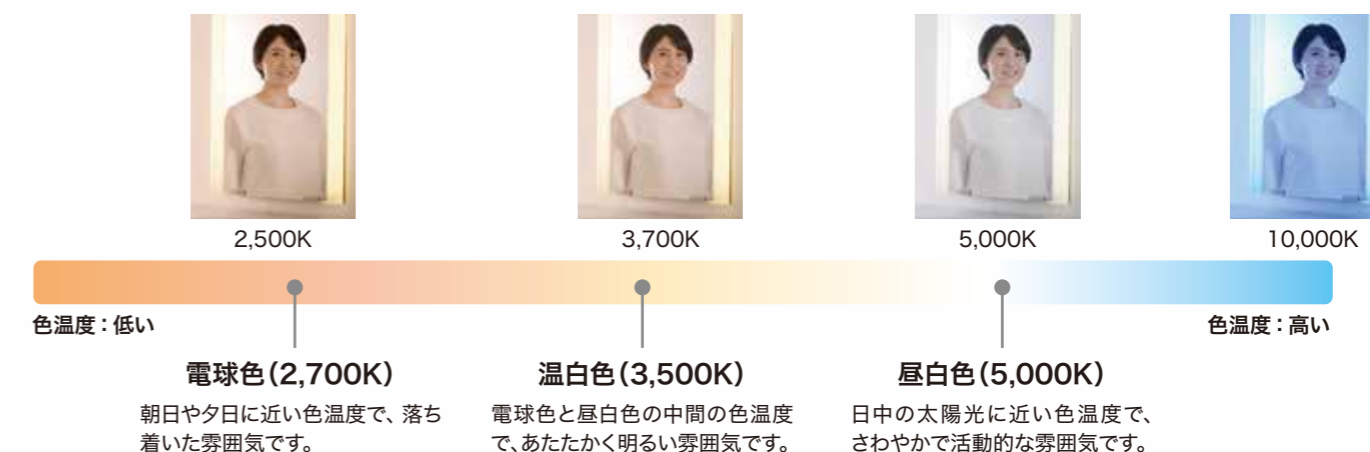 2,500K
3,700K
5,000K
10,000K
色温度：低い
色温度：高い
電球色（2,700K）
朝日や夕日に近い色温度で、落ち
着いた雰囲気です。
温白色（3,500K）
電球色と昼白色の中間の色温度
で、あたたかく明るい雰囲気です。
昼白色（5,000K）
日中の太陽光に近い色温度で、
さわやかで活動的な雰囲気です。